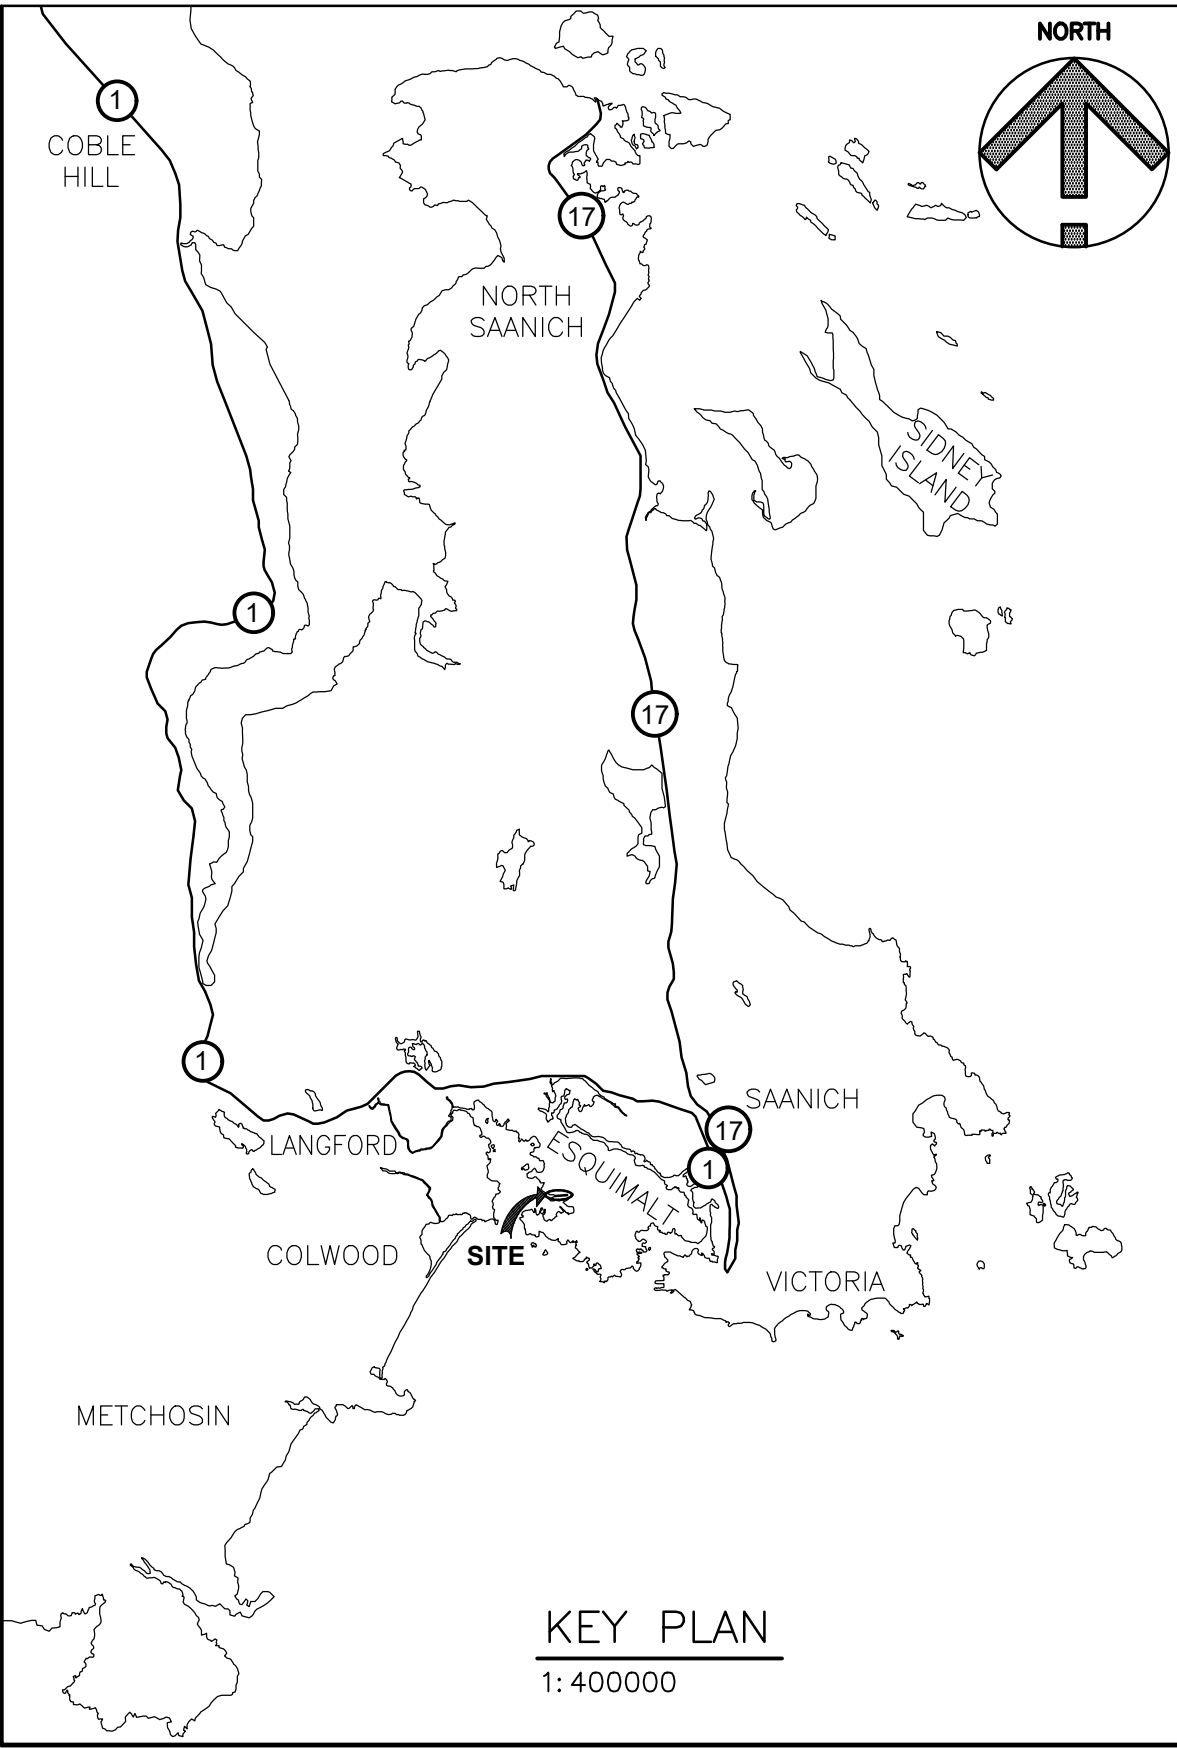 NORTH
1
COBLE
HILL
17
NORTH
SAANICH
SIDNEY
ISLAND
1
17
1
SAANICH
17
LANGFORD
ESQUIMALT
1
COLWOOD
SITE
VICTORIA
METCHOSIN
KEY PLAN
1:400000